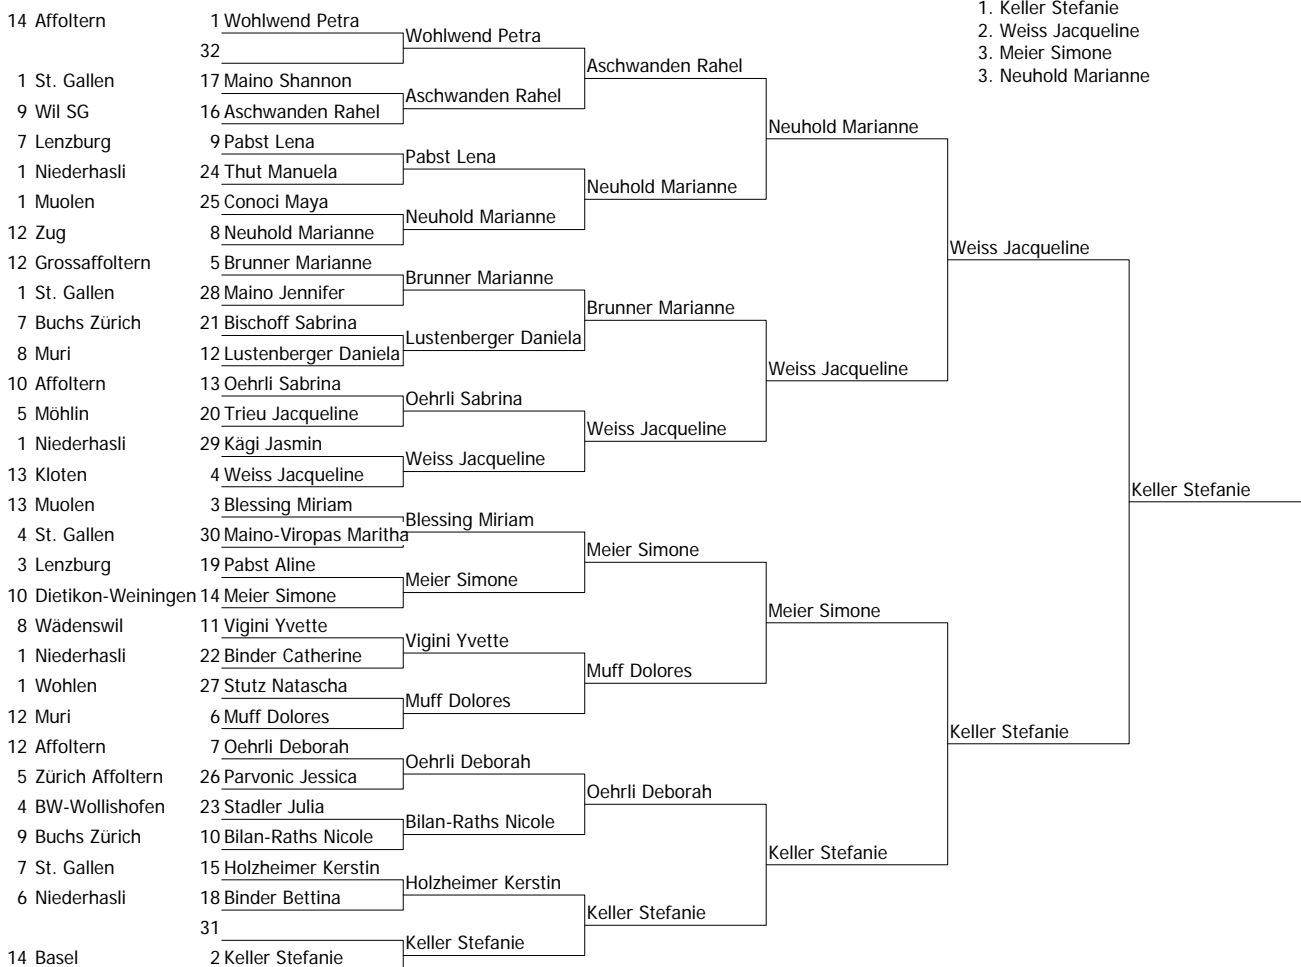 1. Keller Stefanie
2. Weiss Jacqueline
3. Meier Simone
3. Neuhold Marianne
14 Affoltern 1 Wohlwend Petra
Wohlwend Petra
32
Aschwanden Rahel
1 St. Gallen 17 Maino Shannon
Aschwanden Rahel
9 Wil SG 16 Aschwanden Rahel
Neuhold Marianne
7 Lenzburg 9 Pabst Lena
Pabst Lena
1 Niederhasli 24 Thut Manuela
Neuhold Marianne
1 Muolen 25 Conoci Maya
Neuhold Marianne
12 Zug 8 Neuhold Marianne
Weiss Jacqueline
12 Grossaffoltern 5 Brunner Marianne
Brunner Marianne
1 St. Gallen 28 Maino Jennifer
Brunner Marianne
7 Buchs Zürich 21 Bischoff Sabrina
Lustenberger Daniela
8 Muri 12 Lustenberger Daniela
Weiss Jacqueline
10 Affoltern 13 Oehrli Sabrina
Oehrli Sabrina
5 Möhlin 20 Trieu Jacqueline
Weiss Jacqueline
1 Niederhasli 29 Kägi Jasmin
Weiss Jacqueline
13 Kloten 4 Weiss Jacqueline
Keller Stefanie
13 Muolen 3 Blessing Miriam
Blessing Miriam
4 St. Gallen 30 Maino-Viropas Maritha
Meier Simone
3 Lenzburg 19 Pabst Aline
Meier Simone
10 Dietikon-Weiningen 14 Meier Simone
Meier Simone
8 Wädenswil 11 Vigini Yvette
Vigini Yvette
1 Niederhasli 22 Binder Catherine
Muff Dolores
1 Wohlen 27 Stutz Natascha
Muff Dolores
12 Muri 6 Muff Dolores
Keller Stefanie
12 Affoltern 7 Oehrli Deborah
Oehrli Deborah
5 Zürich Affoltern 26 Parvonic Jessica
Oehrli Deborah
4 BW-Wollishofen 23 Stadler Julia
Bilan-Raths Nicole
9 Buchs Zürich 10 Bilan-Raths Nicole
Keller Stefanie
7 St. Gallen 15 Holzheimer Kerstin
Holzheimer Kerstin
6 Niederhasli 18 Binder Bettina
Keller Stefanie
31
Keller Stefanie
14 Basel 2 Keller Stefanie